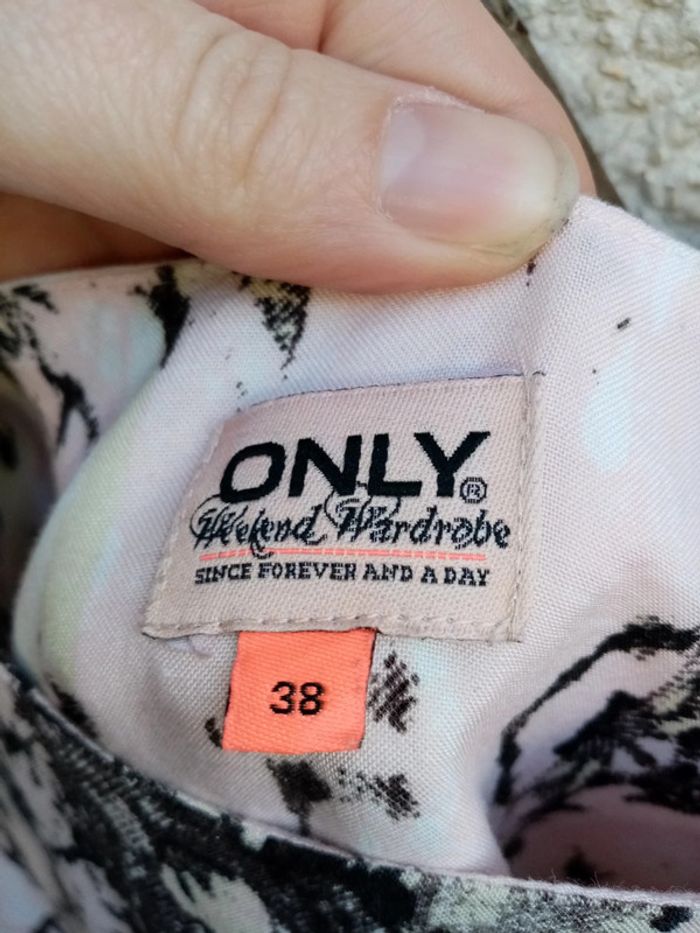 ONLY®
Weekend Wardrobe
SINCE FOREVER AND A DAY
38